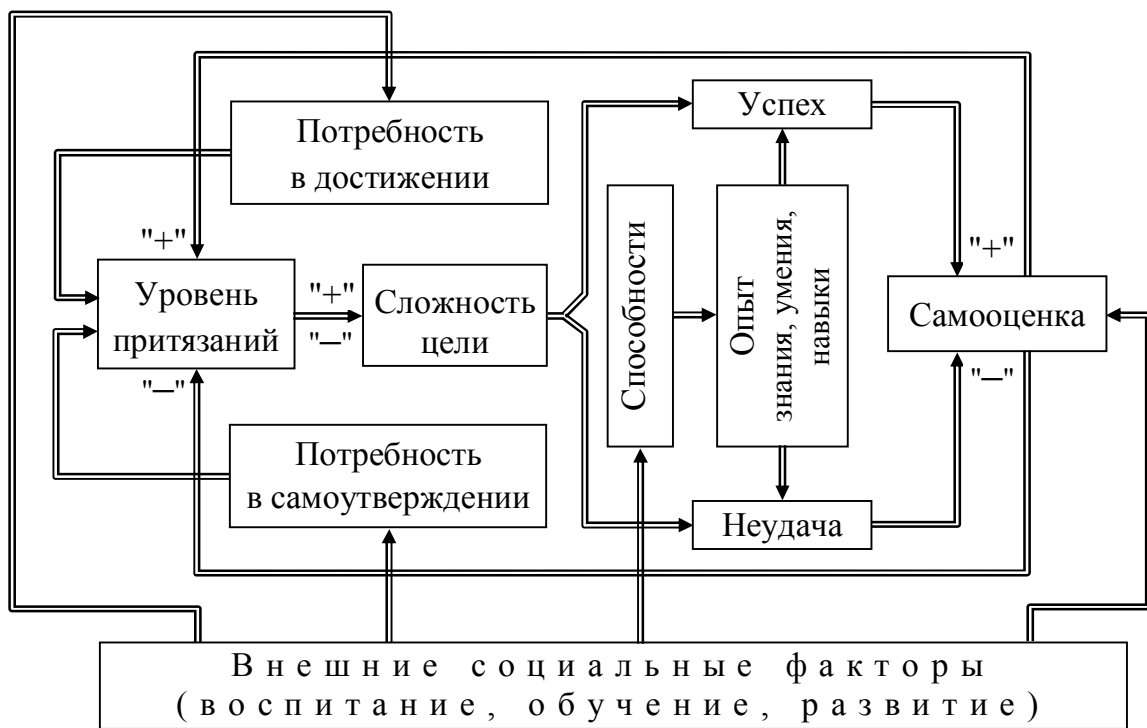 Потребность
в достижении
Успех
"+"
"+"
Уровень
притязаний
"+"
"–"
Сложность
цели
Способности
Опыт
знания, умения,
навыки
Самооценка
"–"
"–"
Потребность
в самоутверждении
Неудача
Внешние социальные факторы
(воспитание, обучение, развитие)